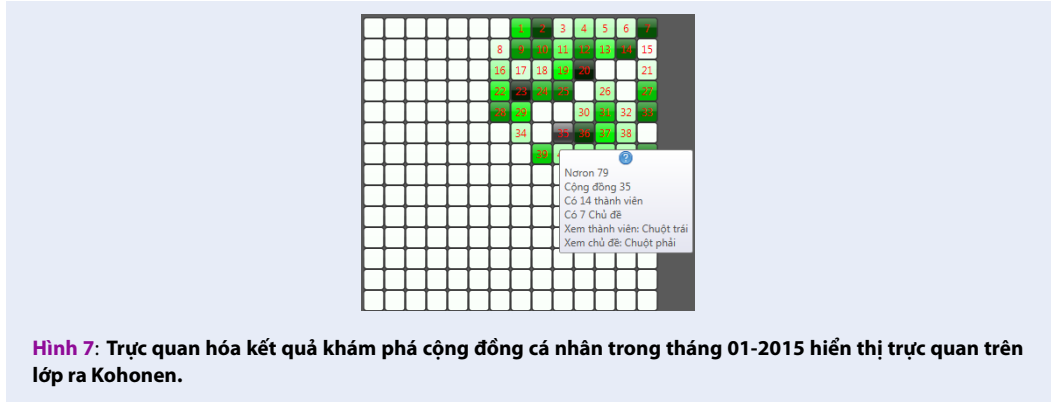 1 2 3 4 5 6 7
8 9 10 11 12 13 14 15
16 17 18 19 20 21
22 23 24 25 26 27
28 29 30 31 32 33
34 35 36 37 38
39
Nơron 79
Cộng đồng 35
Có 14 thành viên
Có 7 Chủ đề
Xem thành viên: Chuột trái
Xem chủ đề: Chuột phải
Hình 7: Trực quan hóa kết quả khám phá cộng đồng cá nhân trong tháng 01-2015 hiển thị trực quan trên
lớp ra Kohonen.